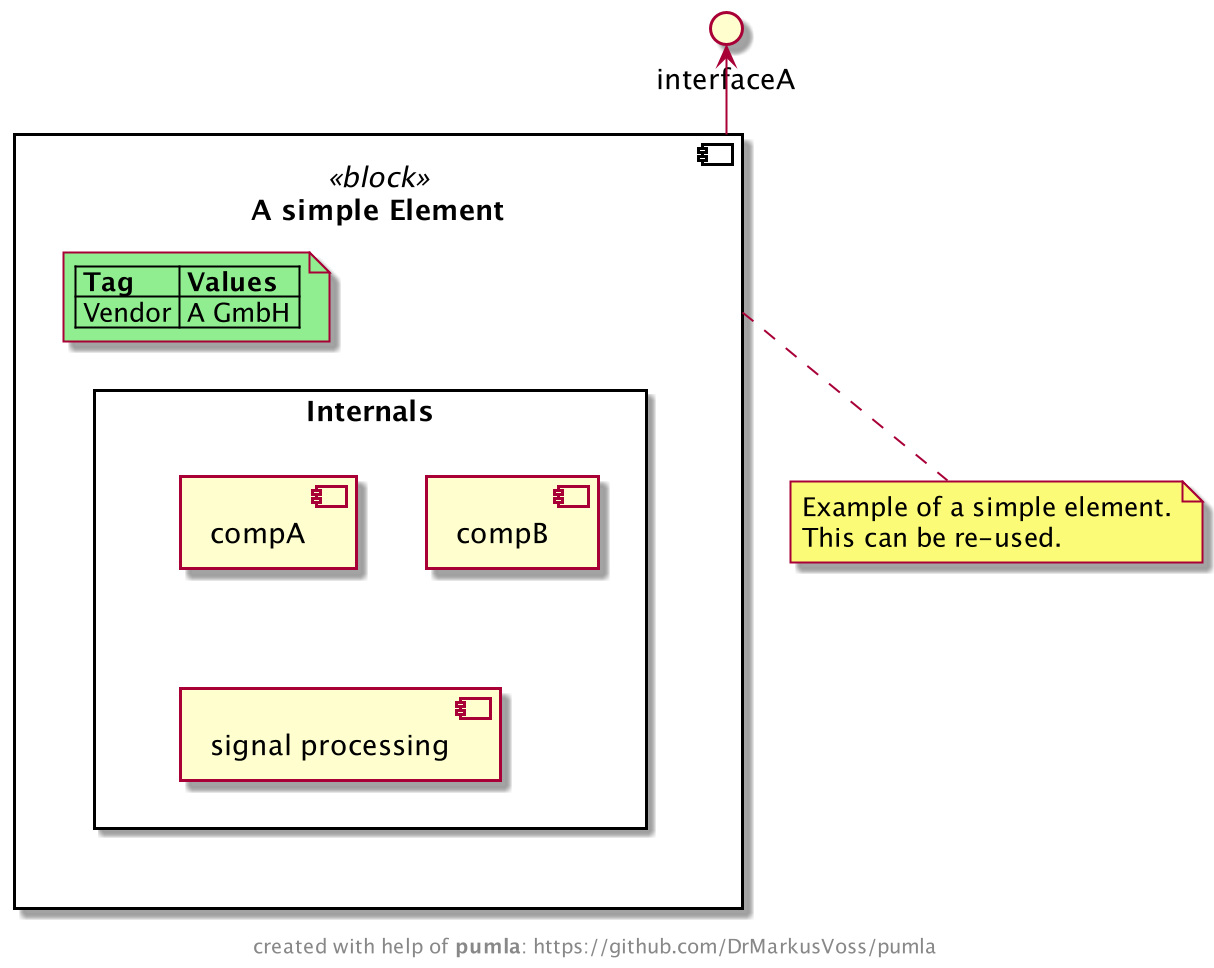 interfaceA
«block»
A simple Element
Tag Values
Vendor A GmbH
Internals
compA compB
Example of a simple element.
This can be re-used.
signal processing
created with help of pumla: https://github.com/DrMarkusVoss/pumla